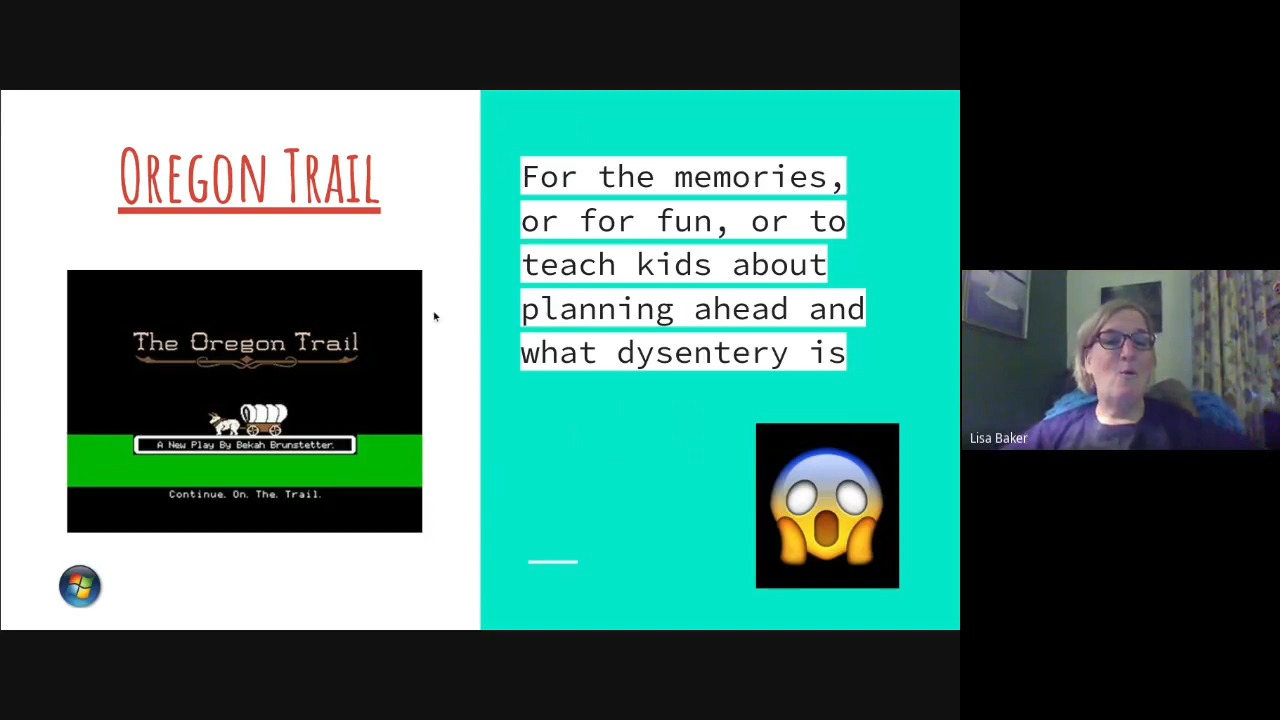 Oregon Trail
For the memories,
or for fun, or to
teach kids about
planning ahead and
what dysentery is
The Oregon Trail
A New Play By Bekah Brunstetter.
Continue. On. The. Trail.
Lisa Baker